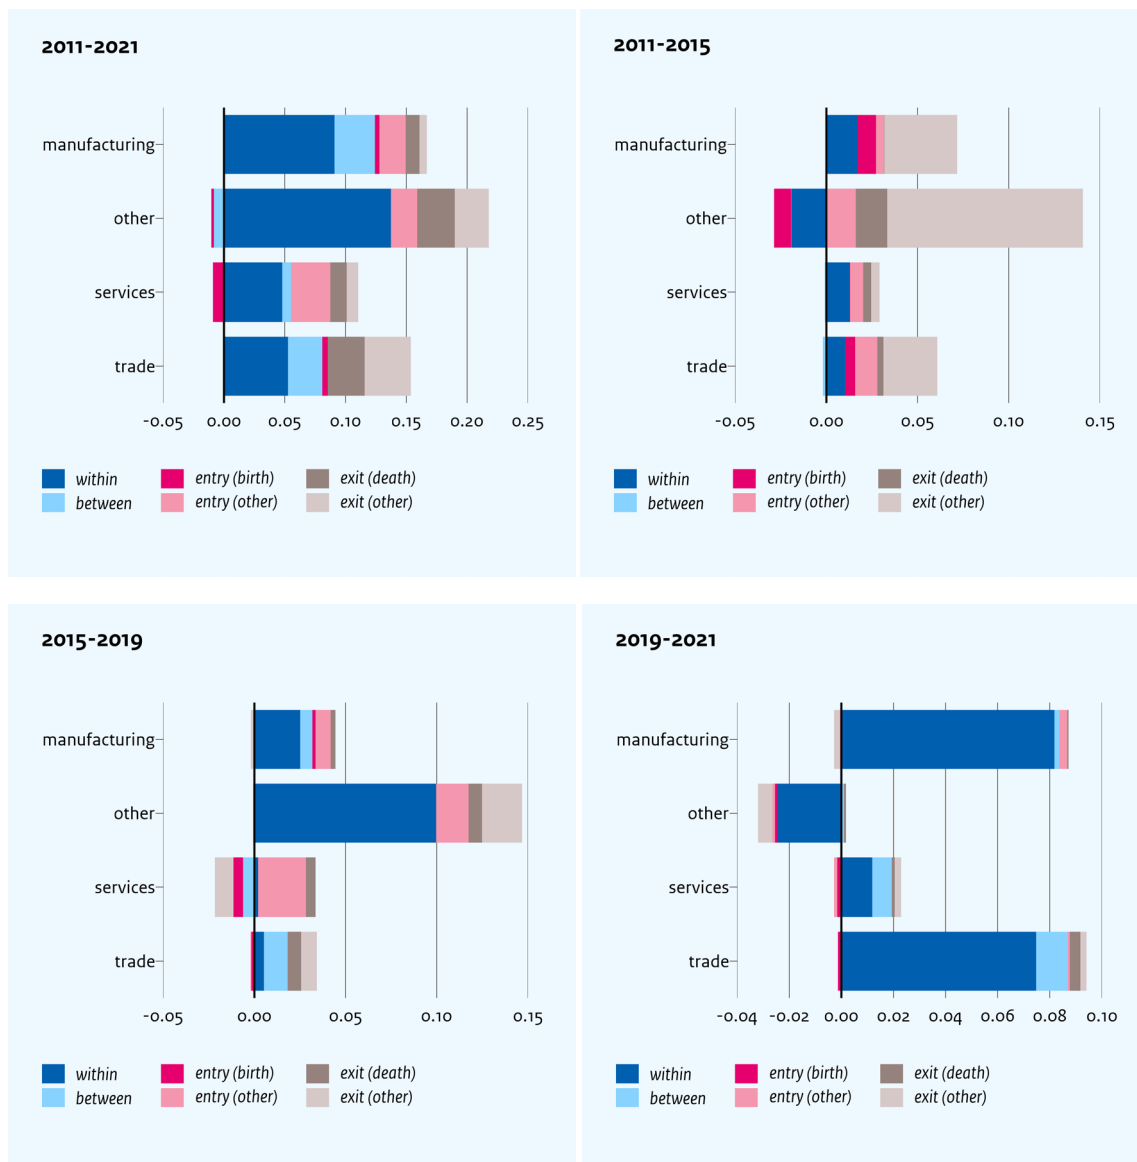 2011-2021
manufacturing
other
services
trade
-0.05 0.00 0.05 0.10 0.15 0.20 0.25
within entry (birth) exit (death)
between entry (other) exit (other)
2011-2015
manufacturing
other
services
trade
-0.05 0.00 0.05 0.10 0.15
within entry (birth) exit (death)
between entry (other) exit (other)
2015-2019
manufacturing
other
services
trade
-0.05 0.00 0.05 0.10 0.15
within entry (birth) exit (death)
between entry (other) exit (other)
2019-2021
manufacturing
other
services
trade
-0.04 -0.02 0.00 0.02 0.04 0.06 0.08 0.10
within entry (birth) exit (death)
between entry (other) exit (other)